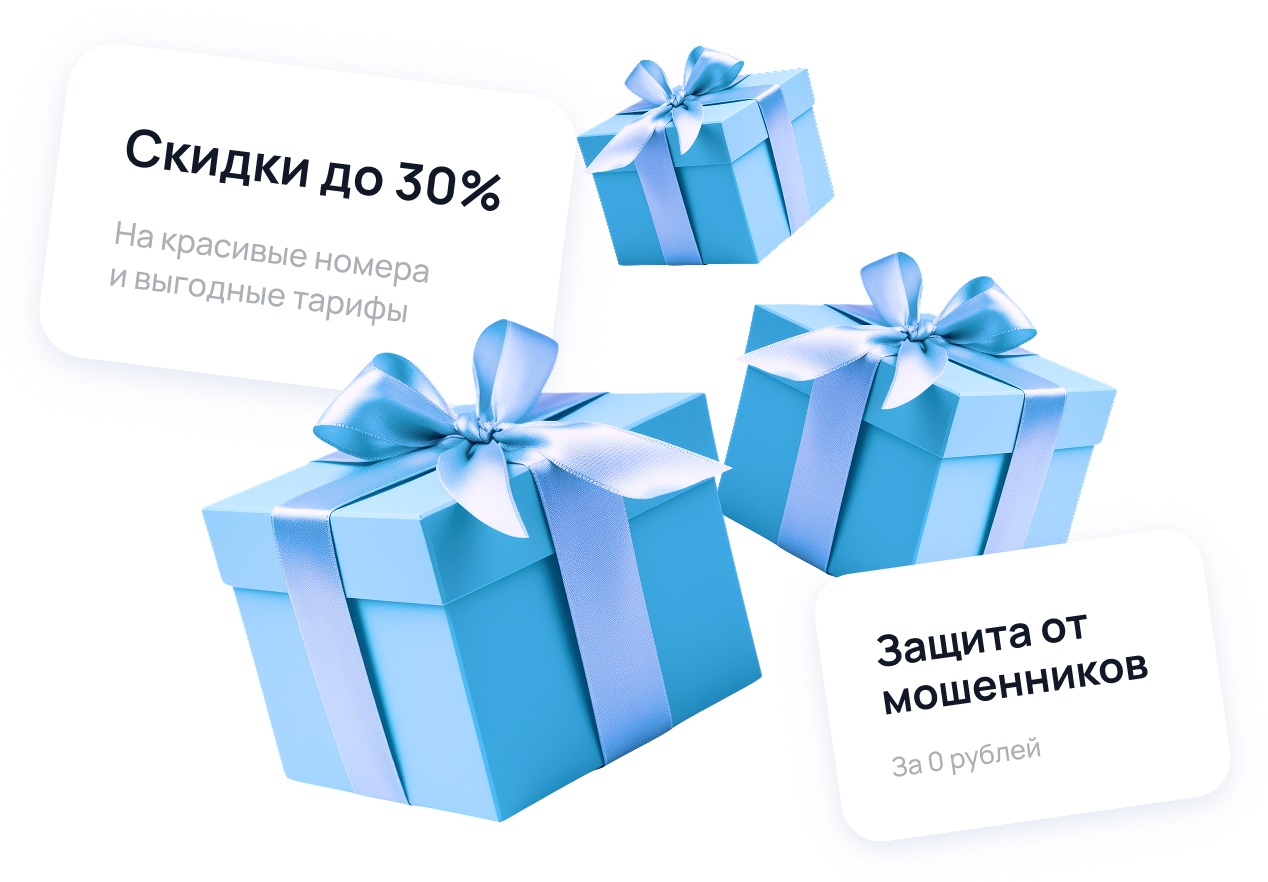 Скидки до 30%
На красивые номера
и выгодные тарифы
Защита от
мошенников
За 0 рублей